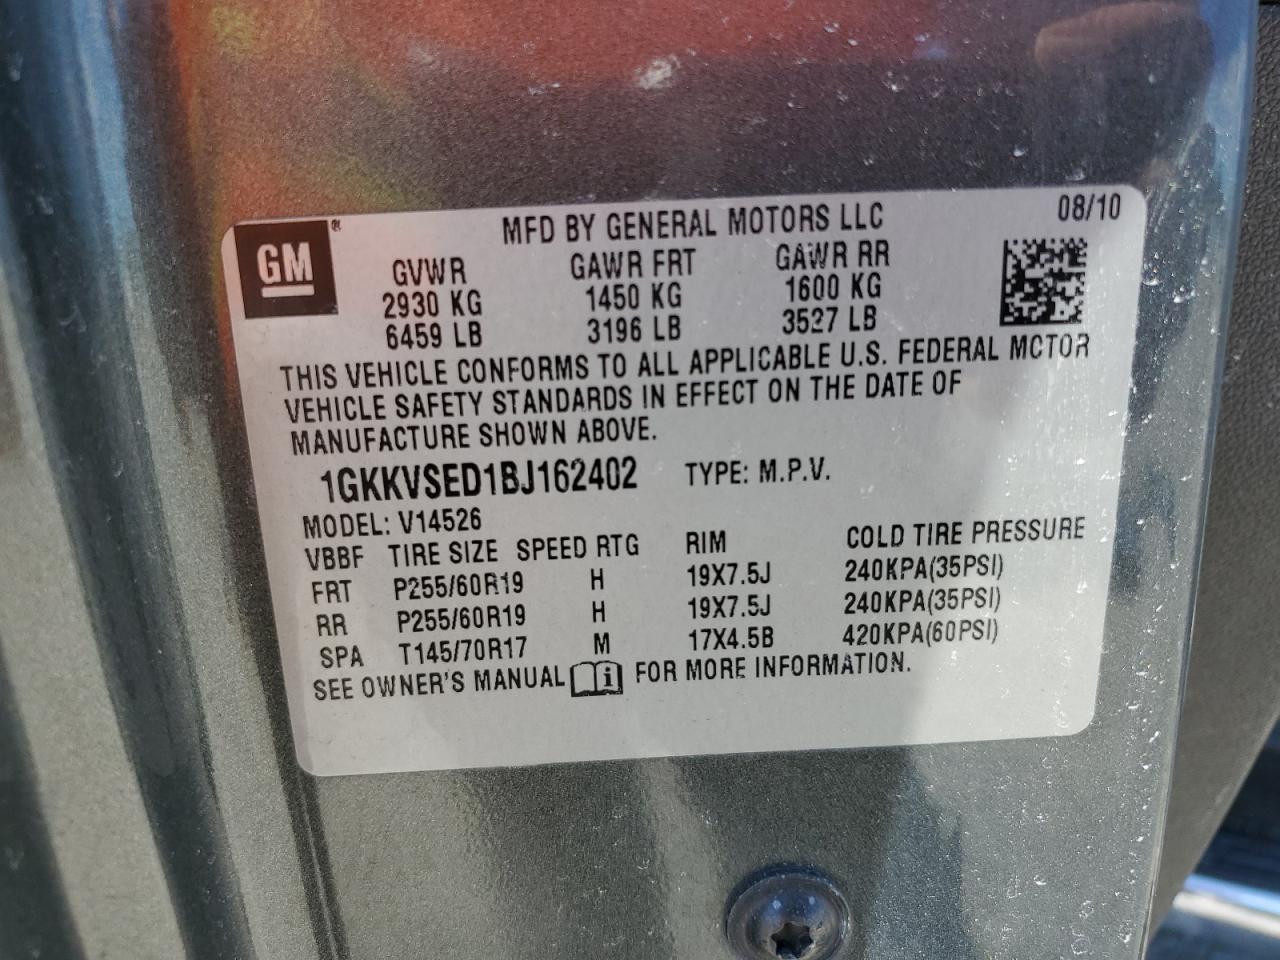 GM® MFD BY GENERAL MOTORS LLC 08/10
GVWR GAWR FRT GAWR RR
2930 KG 1450 KG 1600 KG
6459 LB 3196 LB 3527 LB
THIS VEHICLE CONFORMS TO ALL APPLICABLE U.S. FEDERAL MOTOR
VEHICLE SAFETY STANDARDS IN EFFECT ON THE DATE OF
MANUFACTURE SHOWN ABOVE.
1GKKVSED1BJ162402 TYPE: M.P.V.
MODEL: V14526
VBBF TIRE SIZE SPEED RTG RIM COLD TIRE PRESSURE
FRT P255/60R19 H 19X7.5J 240KPA(35PSI)
RR P255/60R19 H 19X7.5J 240KPA(35PSI)
SPA T145/70R17 M 17X4.5B 420KPA(60PSI)
SEE OWNER'S MANUAL i FOR MORE INFORMATION.